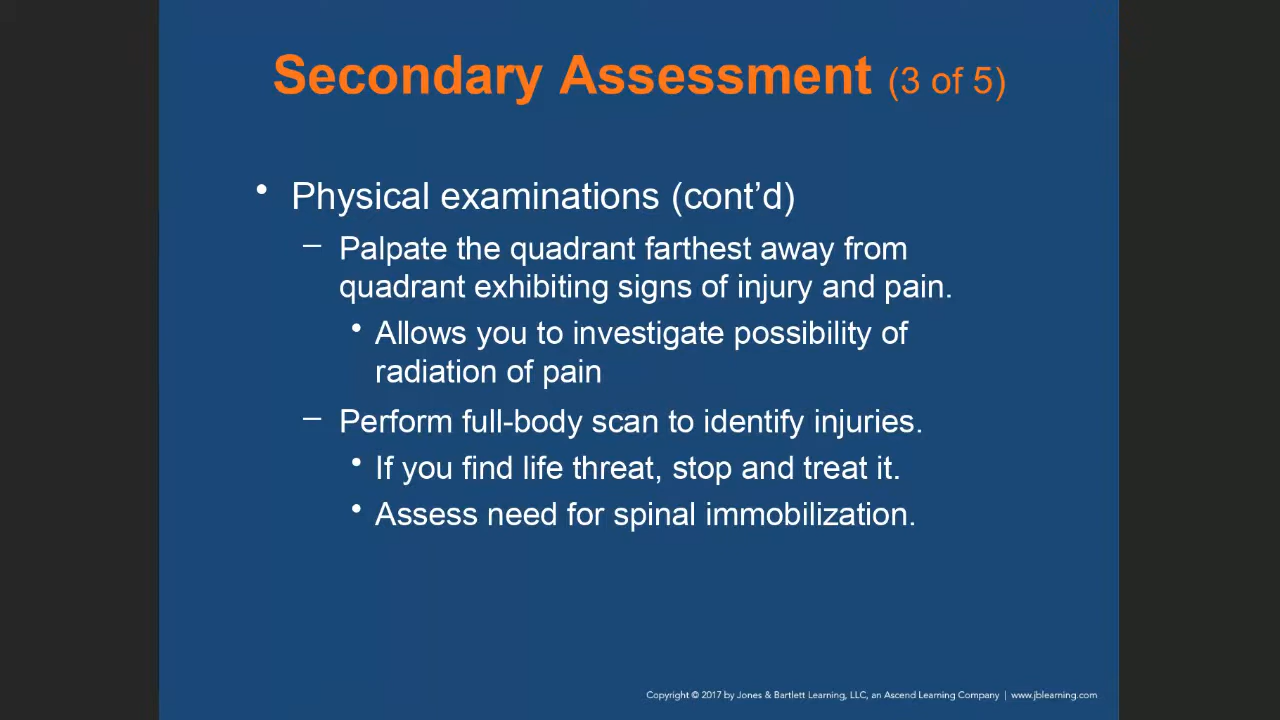 Secondary Assessment (3 of 5)
• Physical examinations (cont’d)
– Palpate the quadrant farthest away from
quadrant exhibiting signs of injury and pain.
• Allows you to investigate possibility of
radiation of pain
– Perform full-body scan to identify injuries.
• If you find life threat, stop and treat it.
• Assess need for spinal immobilization.
Copyright © 2017 by Jones & Bartlett Learning, LLC, an Ascend Learning Company | www.jblearning.com